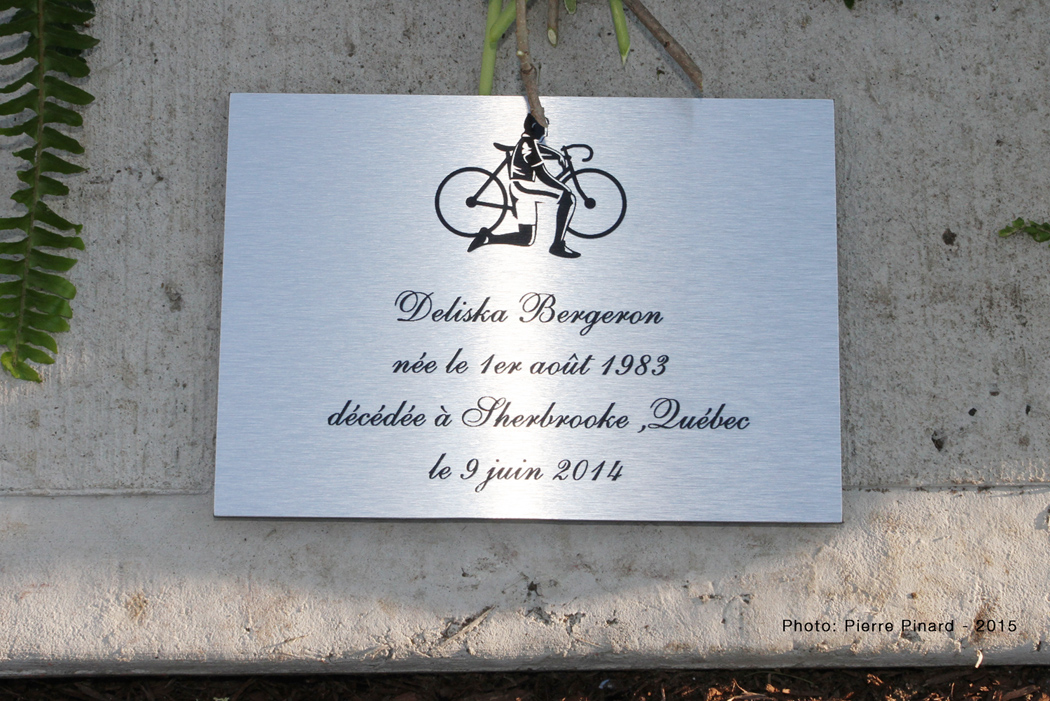 Deliska Bergeron
née le 1er août 1983
décédée à Sherbrooke ,Québec
le 9 juin 2014
Photo: Pierre Pinard - 2015